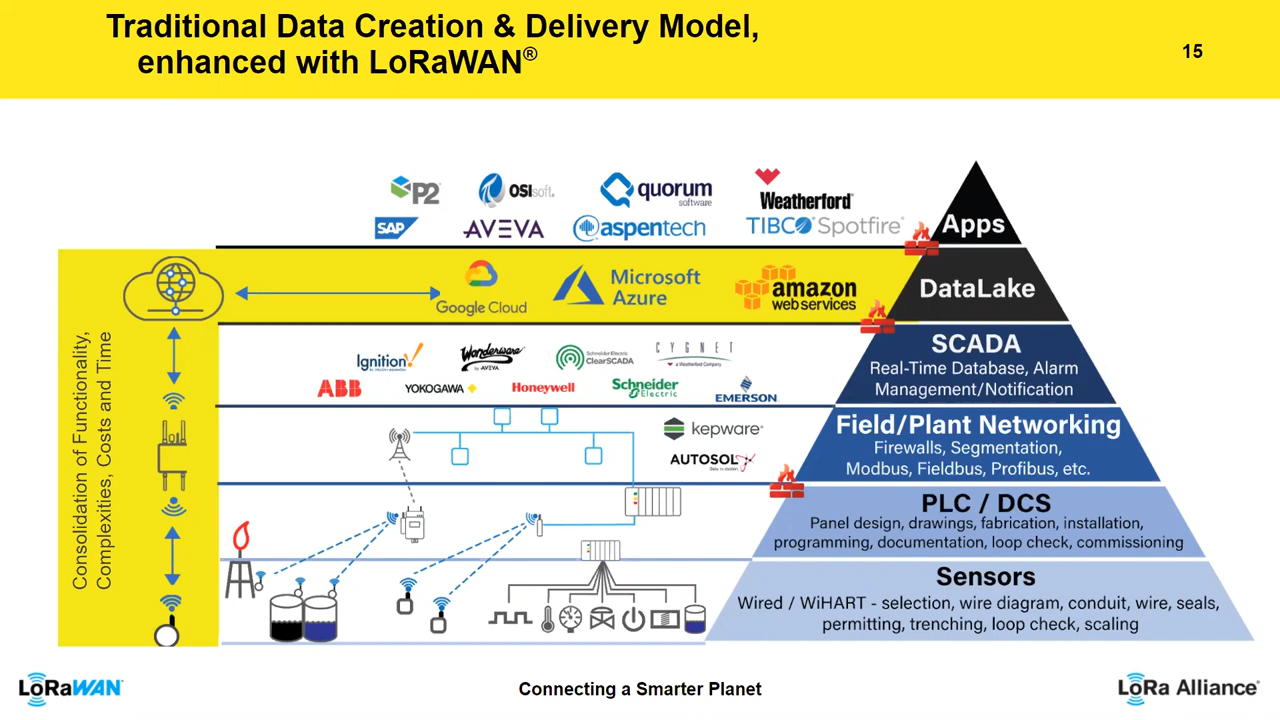 Traditional Data Creation & Delivery Model,
enhanced with LoRaWAN®
15
P2
OSIsoft.
quorum
software
Weatherford®
SAP
AVEVA
aspentech
TIBCO Spotfire®
Apps
Google Cloud
Microsoft
Azure
amazon
webservices
DataLake
Consolidation of Functionality,
Complexities, Costs and Time
Ignition!
Wonderware
by AVEVA
Schneider Electric
ClearSCADA
CYGNET
a Weatherford Company
ABB
YOKOGAWA
Honeywell
Schneider
Electric
EMERSON
SCADA
Real-Time Database, Alarm
Management/Notification
kepware®
AUTOSOL
Field/Plant Networking
Firewalls, Segmentation,
Modbus, Fieldbus, Profibus, etc.
PLC / DCS
Panel design, drawings, fabrication, installation,
programming, documentation, loop check, commissioning
Sensors
Wired / WiHART - selection, wire diagram, conduit, wire, seals,
permitting, trenching, loop check, scaling
LoRaWAN
Connecting a Smarter Planet
LoRa Alliance®